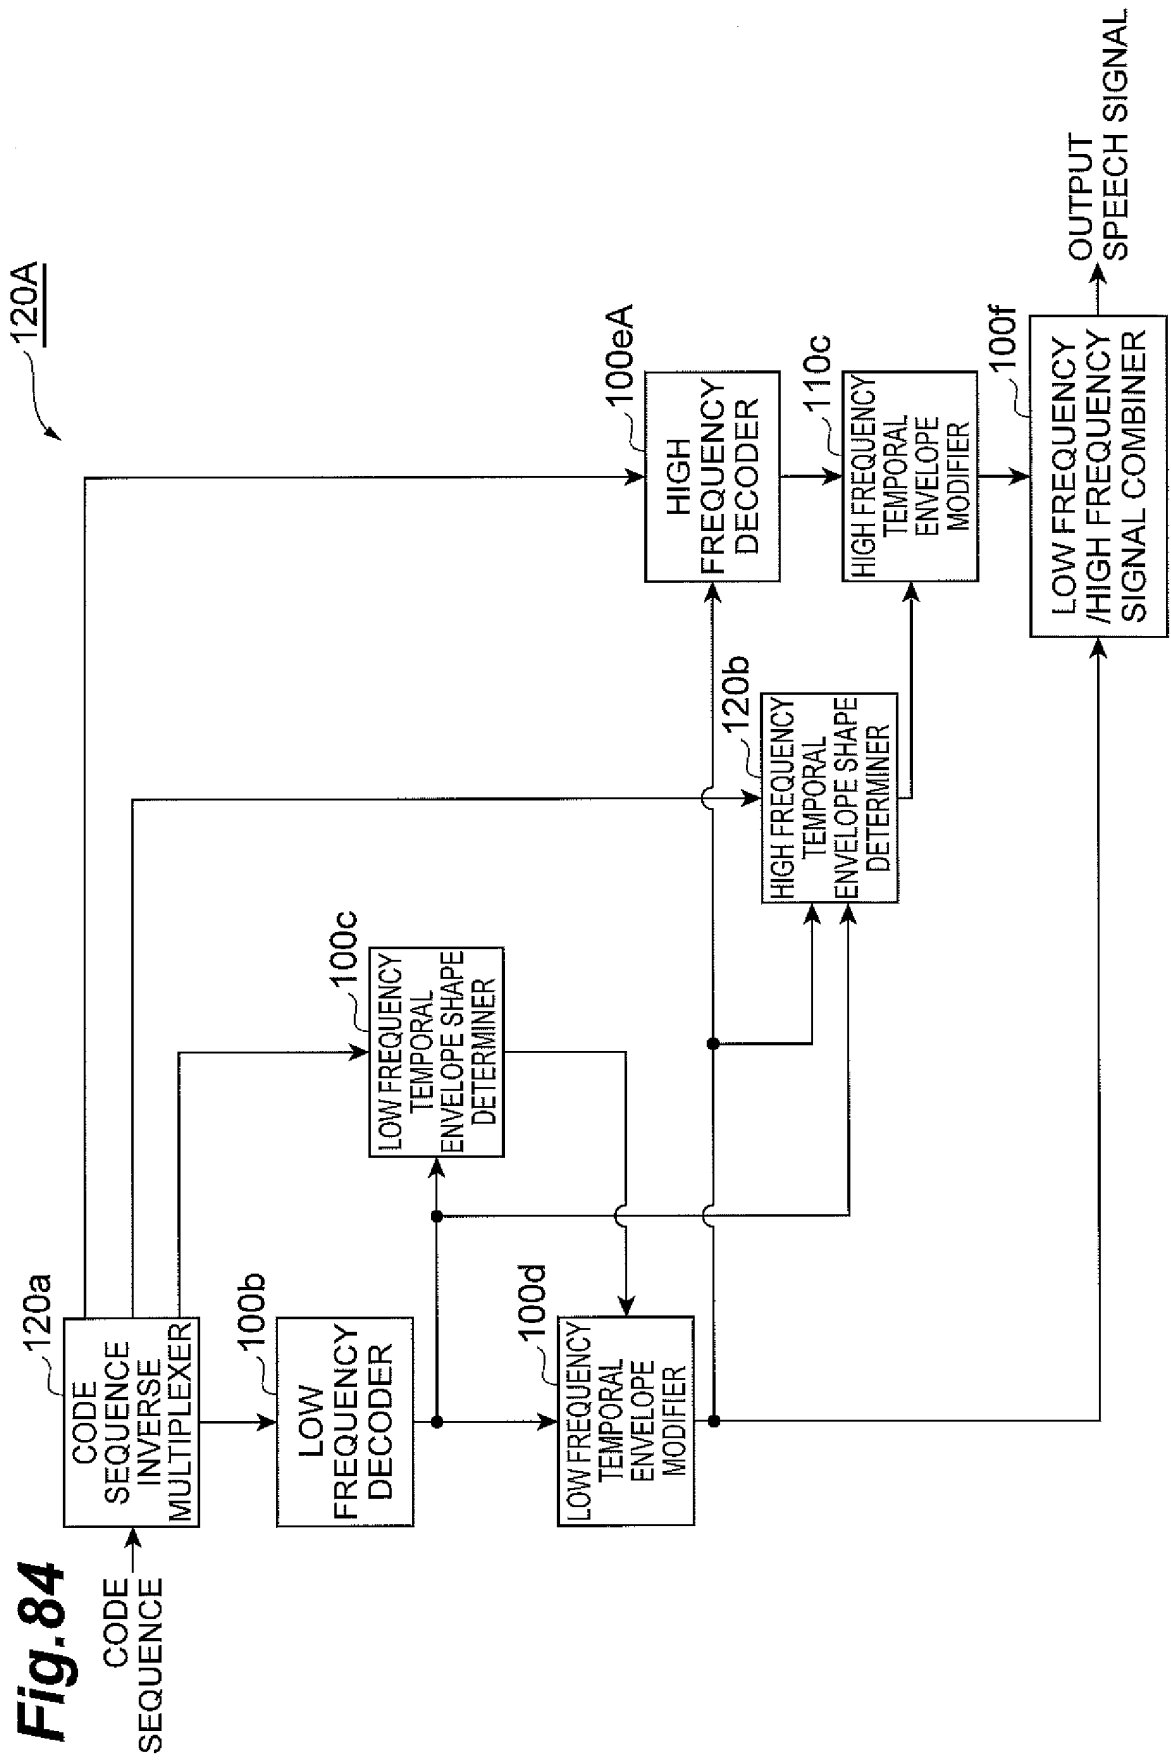 Fig.84
120A
CODE
SEQUENCE
120a
CODE
SEQUENCE
INVERSE
MULTIPLEXER
100b
LOW
FREQUENCY
DECODER
100c
LOW FREQUENCY
TEMPORAL
ENVELOPE SHAPE
DETERMINER
100d
LOW FREQUENCY
TEMPORAL
ENVELOPE
MODIFIER
120b
HIGH FREQUENCY
TEMPORAL
ENVELOPE SHAPE
DETERMINER
100eA
HIGH
FREQUENCY
DECODER
110c
HIGH FREQUENCY
TEMPORAL
ENVELOPE
MODIFIER
100f
LOW FREQUENCY
/HIGH FREQUENCY
SIGNAL COMBINER
OUTPUT
SPEECH SIGNAL